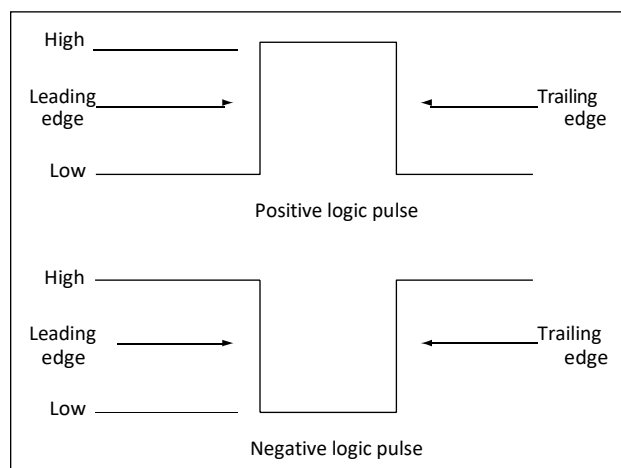 High
Leading
edge
Trailing
edge
Low
Positive logic pulse
High
Leading
edge
Trailing
edge
Low
Negative logic pulse